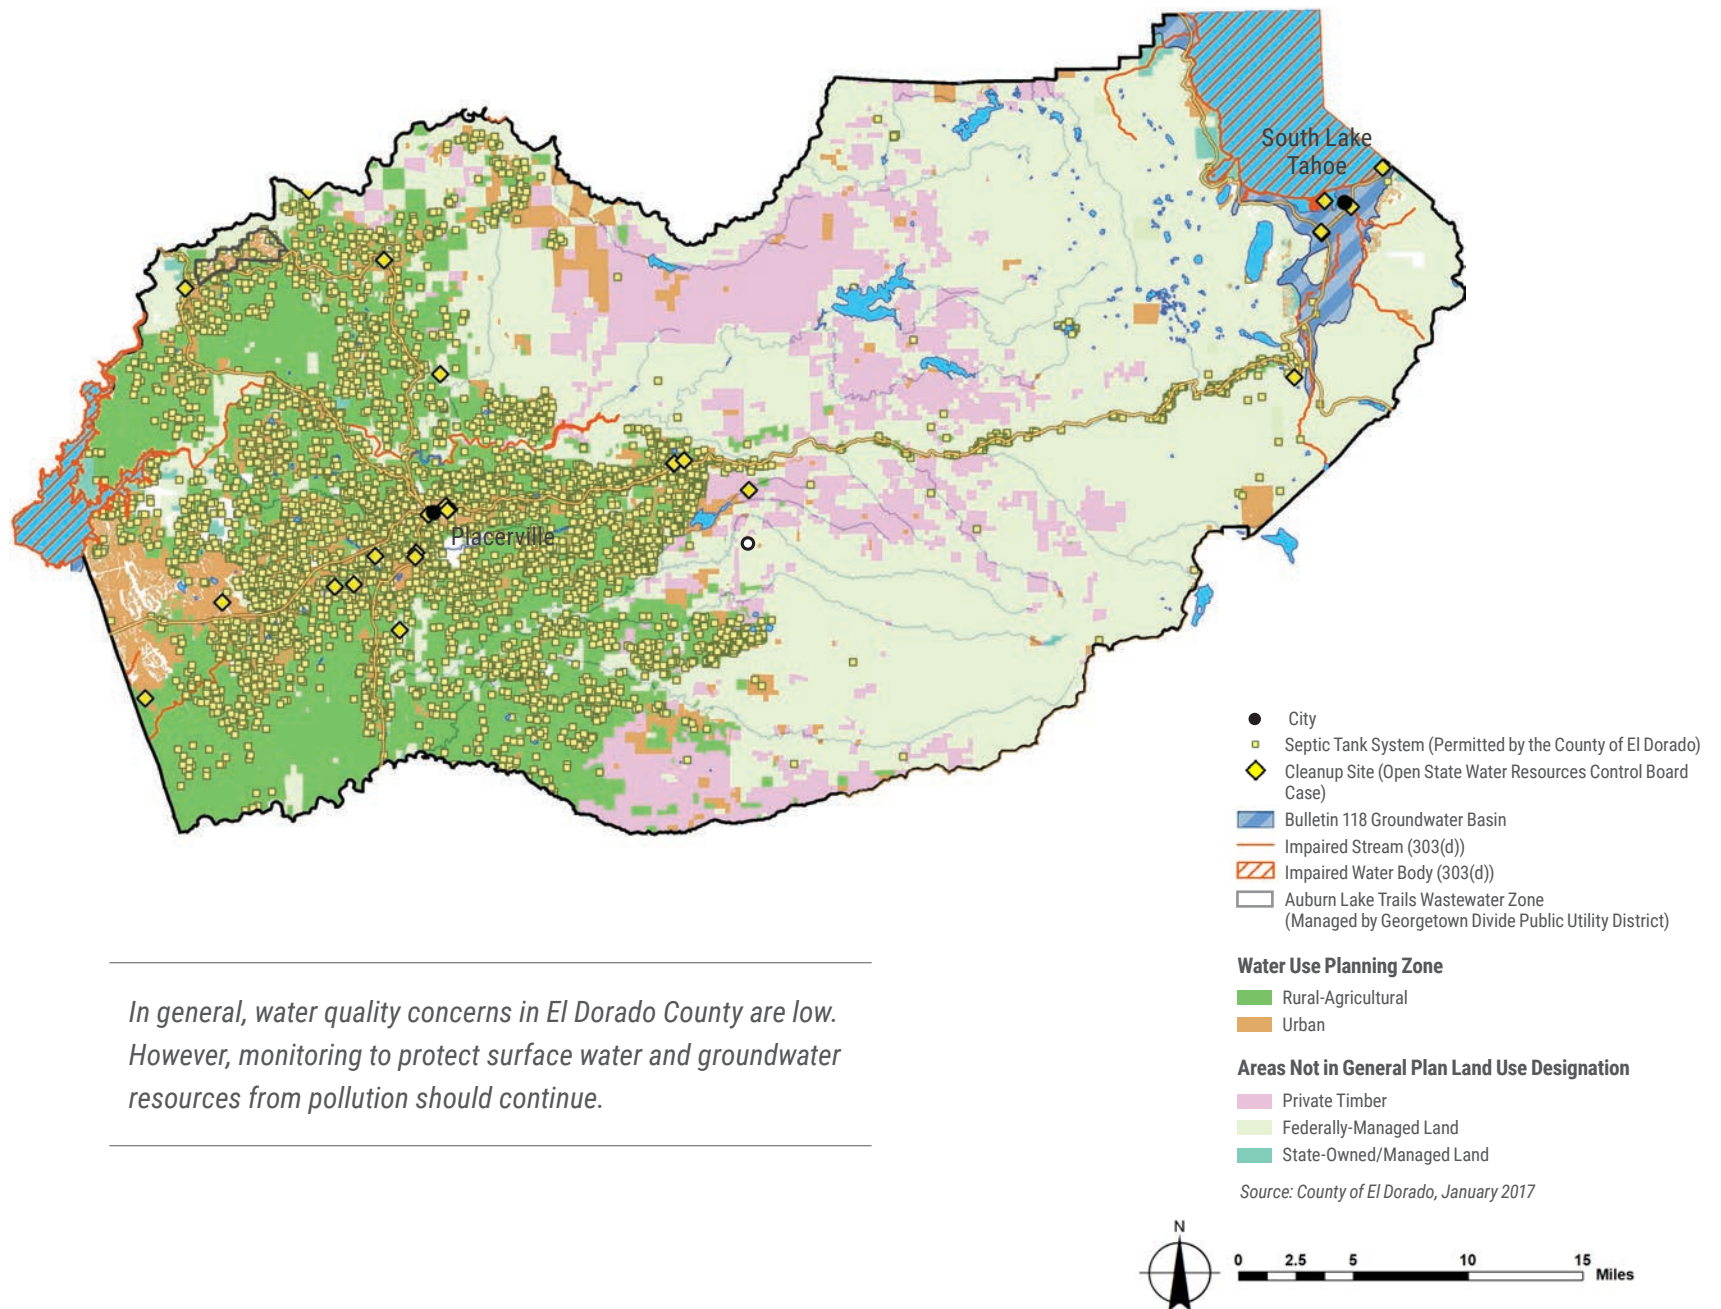 South Lake
Tahoe
Placerville
City
Septic Tank System (Permitted by the County of El Dorado)
Cleanup Site (Open State Water Resources Control Board
Case)
Bulletin 118 Groundwater Basin
Impaired Stream (303(d))
Impaired Water Body (303(d))
Auburn Lake Trails Wastewater Zone
(Managed by Georgetown Divide Public Utility District)
Water Use Planning Zone
Rural-Agricultural
Urban
Areas Not in General Plan Land Use Designation
Private Timber
Federally-Managed Land
State-Owned/Managed Land
Source: County of El Dorado, January 2017
In general, water quality concerns in El Dorado County are low.
However, monitoring to protect surface water and groundwater
resources from pollution should continue.
N
0 2.5 5 10 15
Miles